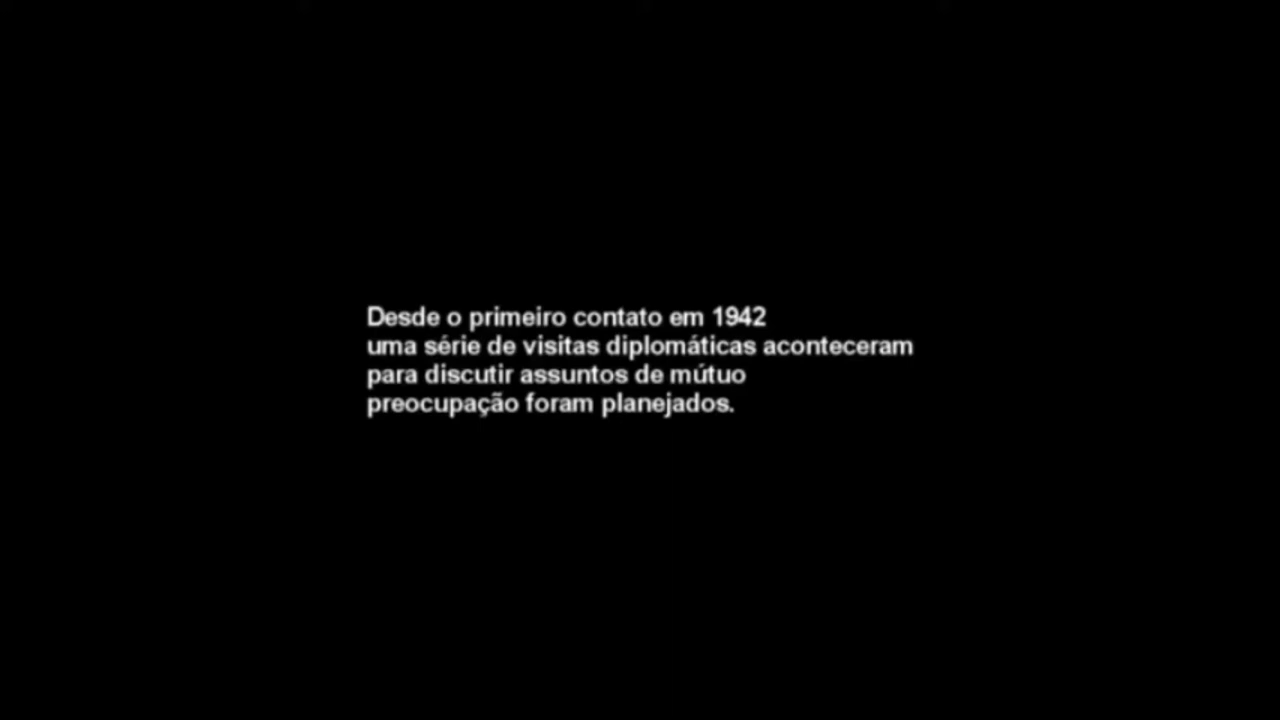 Desde o primeiro contato em 1942
uma série de visitas diplomáticas aconteceram
para discutir assuntos de mútuo
preocupação foram planejados.